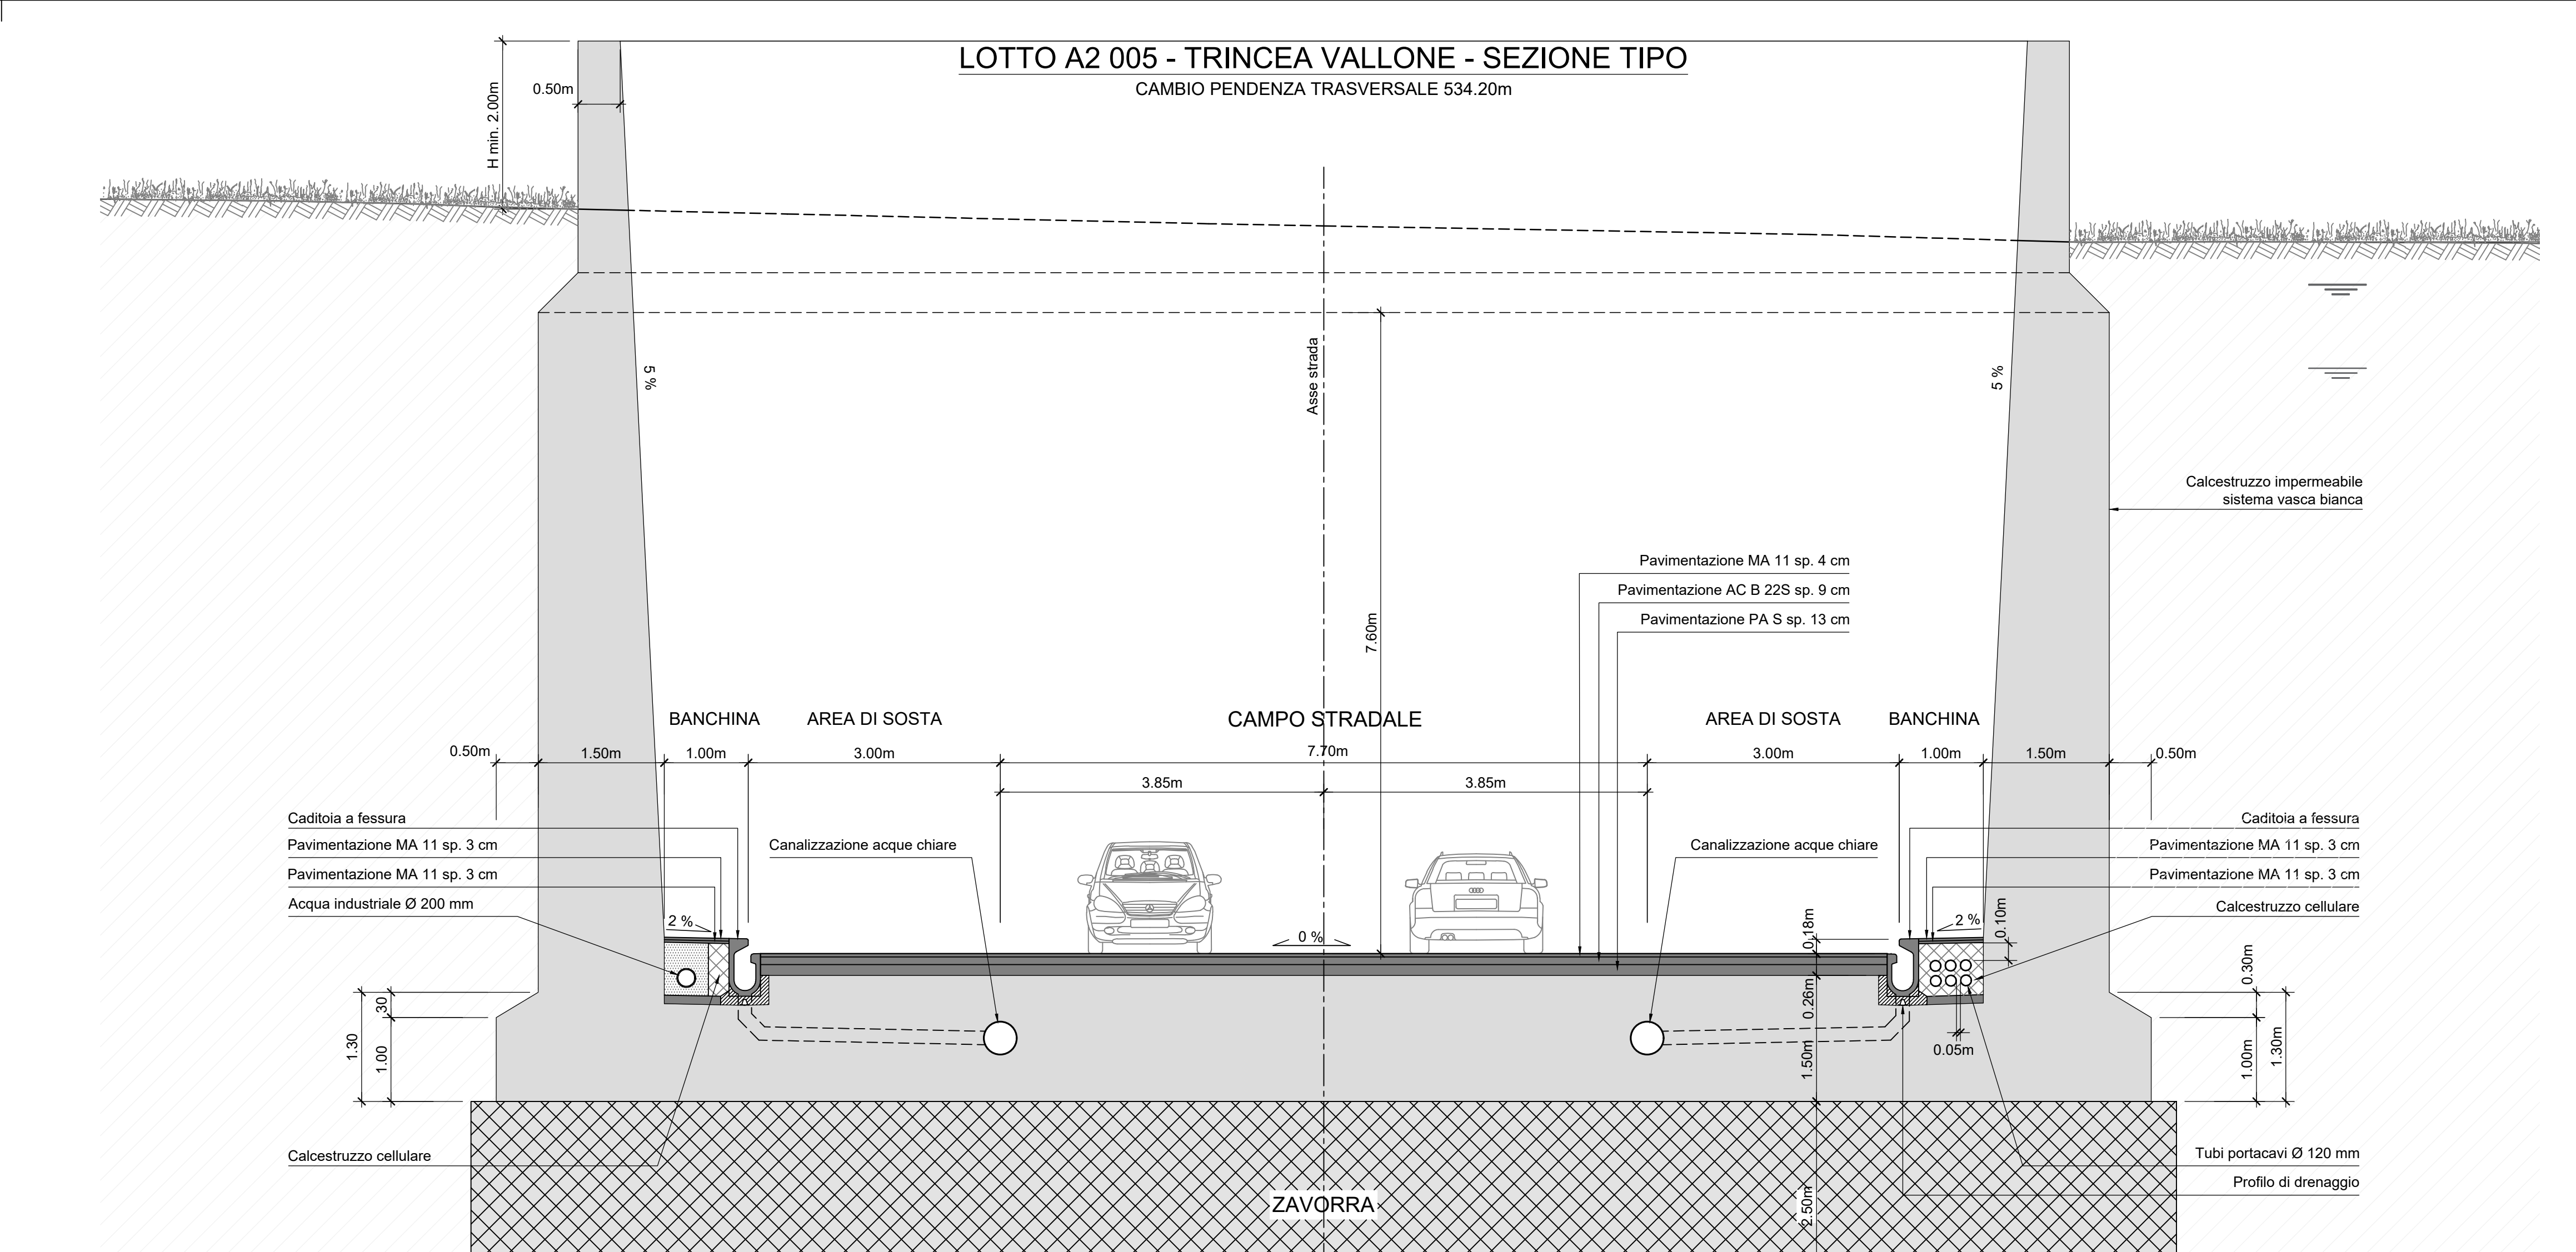 LOTTO A2 005 - TRINCEA VALLONE - SEZIONE TIPO
CAMBIO PENDENZA TRASVERSALE 534.20m
H min. 2.00m
0.50m
Asse strada
5 %
5 %
Calcestruzzo impermeabile
sistema vasca bianca
Pavimentazione MA 11 sp. 4 cm
Pavimentazione AC B 22S sp. 9 cm
Pavimentazione PA S sp. 13 cm
7.60m
BANCHINA
AREA DI SOSTA
CAMPO STRADALE
AREA DI SOSTA
BANCHINA
0.50m
1.50m
1.00m
3.00m
7.70m
3.00m
1.00m
1.50m
0.50m
3.85m
3.85m
Caditoia a fessura
Pavimentazione MA 11 sp. 3 cm
Pavimentazione MA 11 sp. 3 cm
Acqua industriale Ø 200 mm
Canalizzazione acque chiare
Canalizzazione acque chiare
Caditoia a fessura
Pavimentazione MA 11 sp. 3 cm
Pavimentazione MA 11 sp. 3 cm
Calcestruzzo cellulare
2 %
0 %
2 %
0.18m
0.10m
0.26m
0.30m
30
1.30
1.00
1.50m
0.05m
1.00m
1.30m
Calcestruzzo cellulare
Tubi portacavi Ø 120 mm
Profilo di drenaggio
ZAVORRA
2.50m